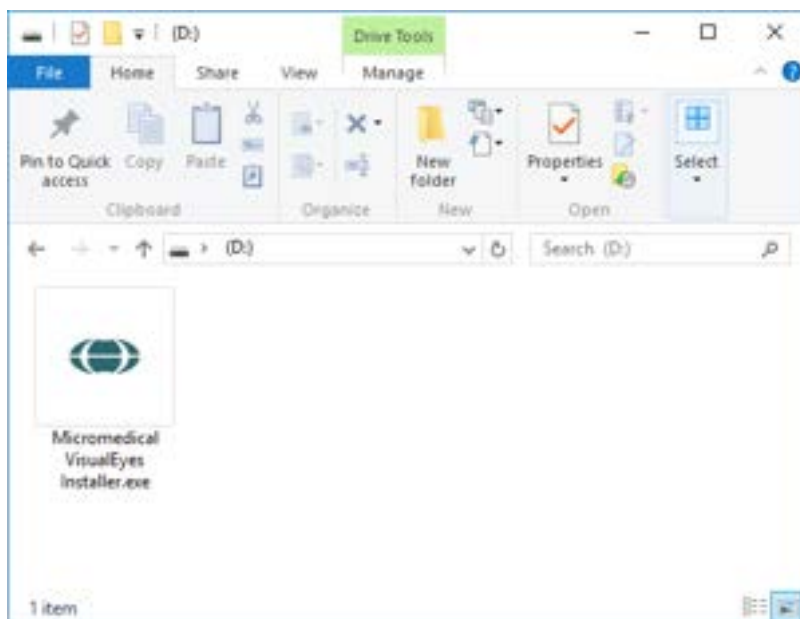 (D:)
Drive Tools
File Home Share View Manage
Pin to Quick access
Copy
Paste
New folder
Properties
Select
Clipboard Organize New Open
(D:)
Search (D:)
Micromedical
VisualEyes
Installer.exe
1 item